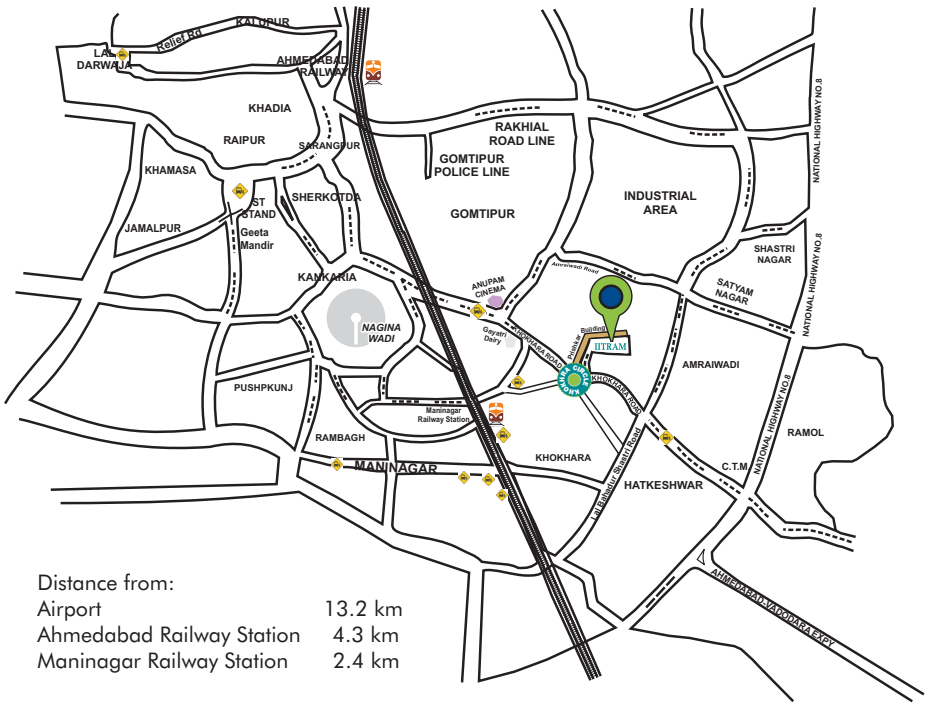 KALUPUR
Relief Rd
LAL
DARWAJA
AHMEDABAD
RAILWAY
KHADIA
RAKHIAL
ROAD LINE
NATIONAL HIGHWAY NO.8
RAIPUR
SARANGPUR
GOMTIPUR
POLICE LINE
KHAMASA
ST
STAND
SHERKOTDA
GOMTIPUR
INDUSTRIAL
AREA
JAMALPUR
Geeta
Mandir
SHASTRI
NAGAR
NATIONAL HIGHWAY NO.8
KANKARIA
Amraiwadi Road
ANUPAM
CINEMA
SATYAM
NAGAR
NAGINA
WADI
Gayatri
Dairy
KHOKHARA ROAD
Prishkar Building
IITRAM
KHOKHARA CIRCLE
AMRAIWADI
PUSHPKUNJ
KHOKHARA ROAD
NATIONAL HIGHWAY NO.8
Maninagar
Railway Station
RAMBAGH
RAMOL
KHOKHARA
Lal Bahadur Shastri Road
MANINAGAR
C.T.M.
HATKESHWAR
AHMEDABAD-VADODARA EXPY
Distance from:
Airport 13.2 km
Ahmedabad Railway Station 4.3 km
Maninagar Railway Station 2.4 km